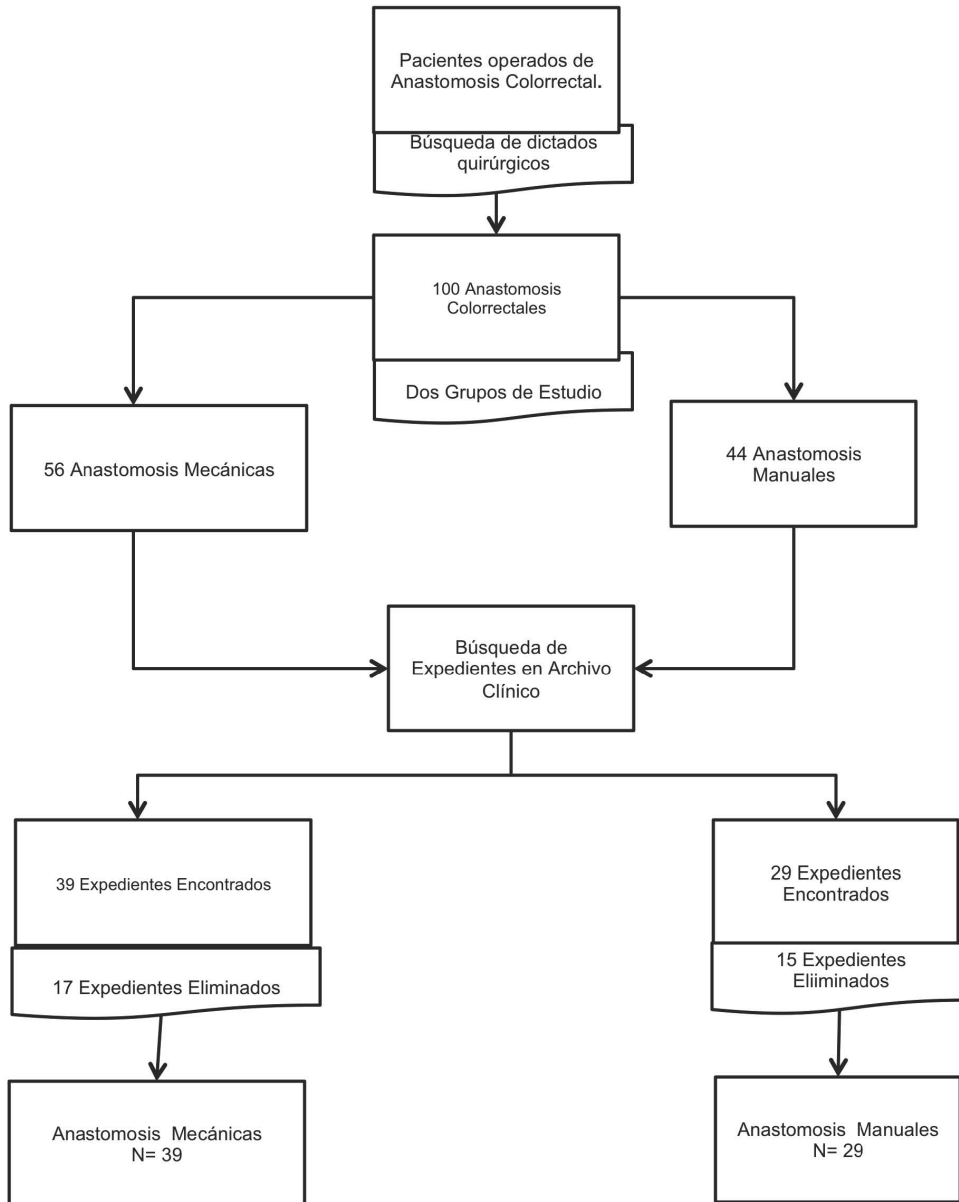 Pacientes operados de
Anastomosis Colorrectal.
Búsqueda de dictados
quirúrgicos
100 Anastomosis
Colorrectales
Dos Grupos de Estudio
56 Anastomosis Mecánicas
44 Anastomosis
Manuales
Búsqueda de
Expedientes en Archivo
Clínico
39 Expedientes Encontrados
17 Expedientes Eliminados
29 Expedientes
Encontrados
15 Expedientes
Eliiminados
Anastomosis Mecánicas
N= 39
Anastomosis Manuales
N= 29